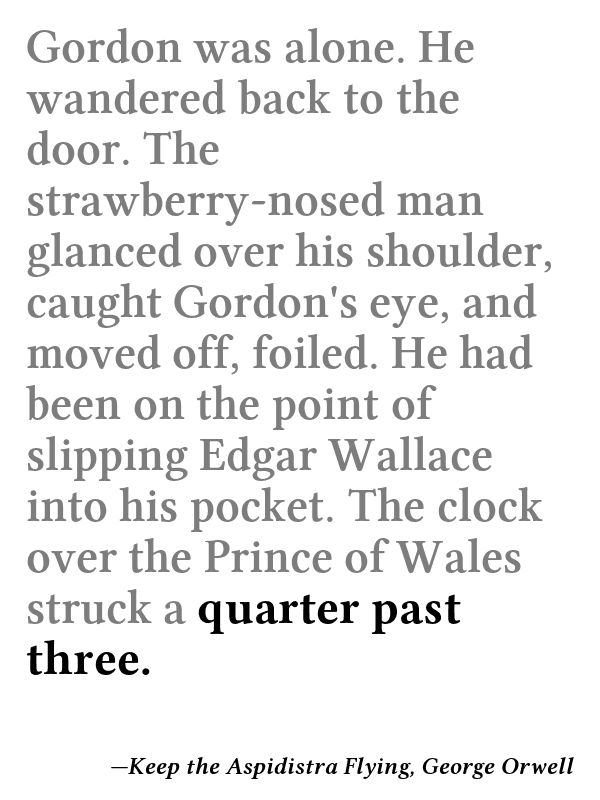 Gordon was alone. He
wandered back to the
door. The
strawberry-nosed man
glanced over his shoulder,
caught Gordon's eye, and
moved off, foiled. He had
been on the point of
slipping Edgar Wallace
into his pocket. The clock
over the Prince of Wales
struck a quarter past
three.
—Keep the Aspidistra Flying, George Orwell